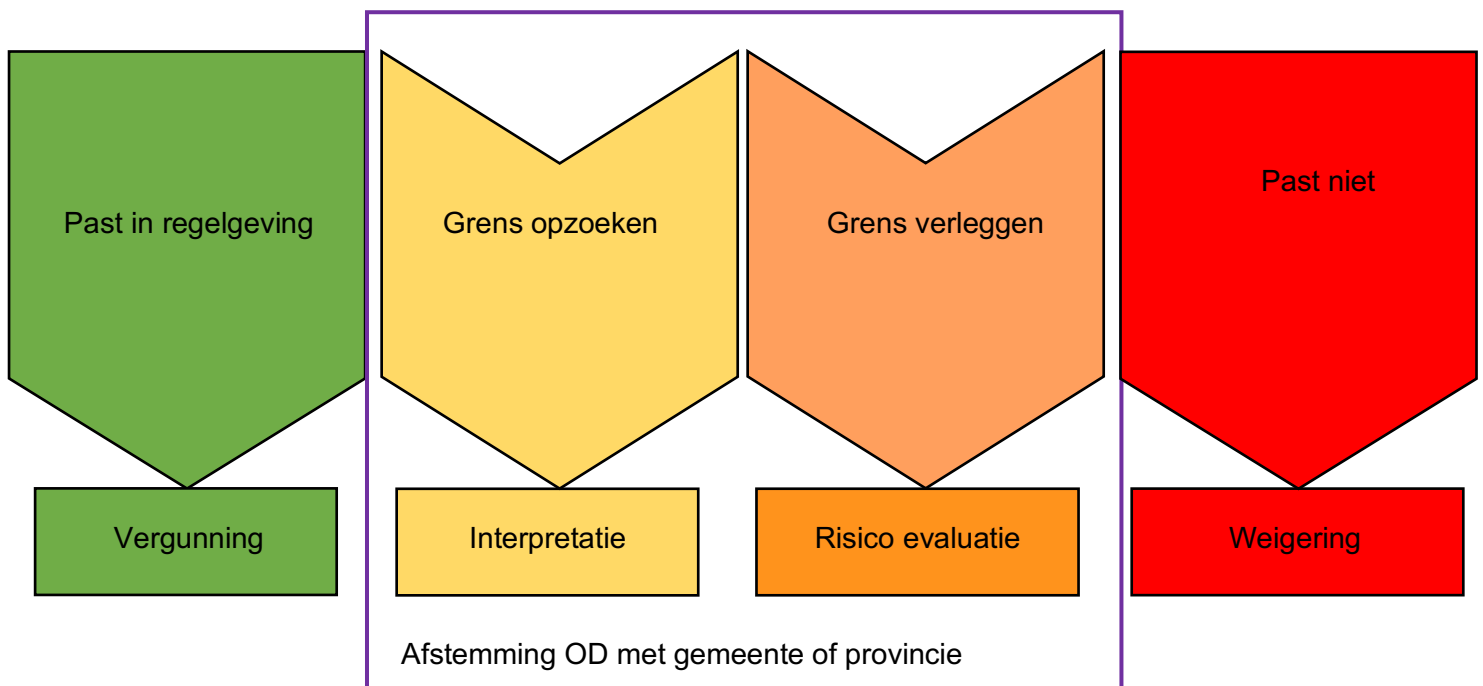 Past in regelgeving
Grens opzoeken
Grens verleggen
Past niet
Vergunning
Interpretatie
Risico evaluatie
Weigering
Afstemming OD met gemeente of provincie